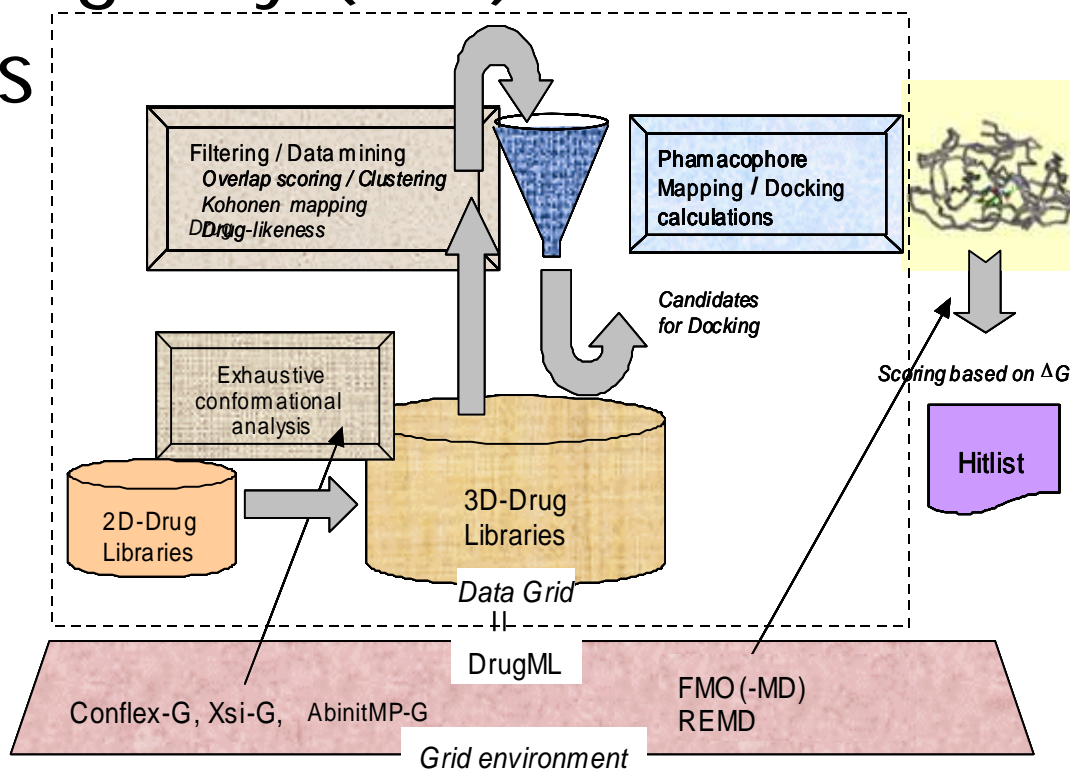 S
Filtering / Data mining
Overlap scoring / Clustering
Kohonen mapping
Drug-likeness
Phamacophore
Mapping / Docking
calculations
Candidates
for Docking
Exhaustive
conformational
analysis
Scoring based on ΔG
Hitlist
2D-Drug
Libraries
3D-Drug
Libraries
Data Grid
DrugML
Conflex-G, Xsi-G, AbinitMP-G
FMO(-MD)
REMD
Grid environment